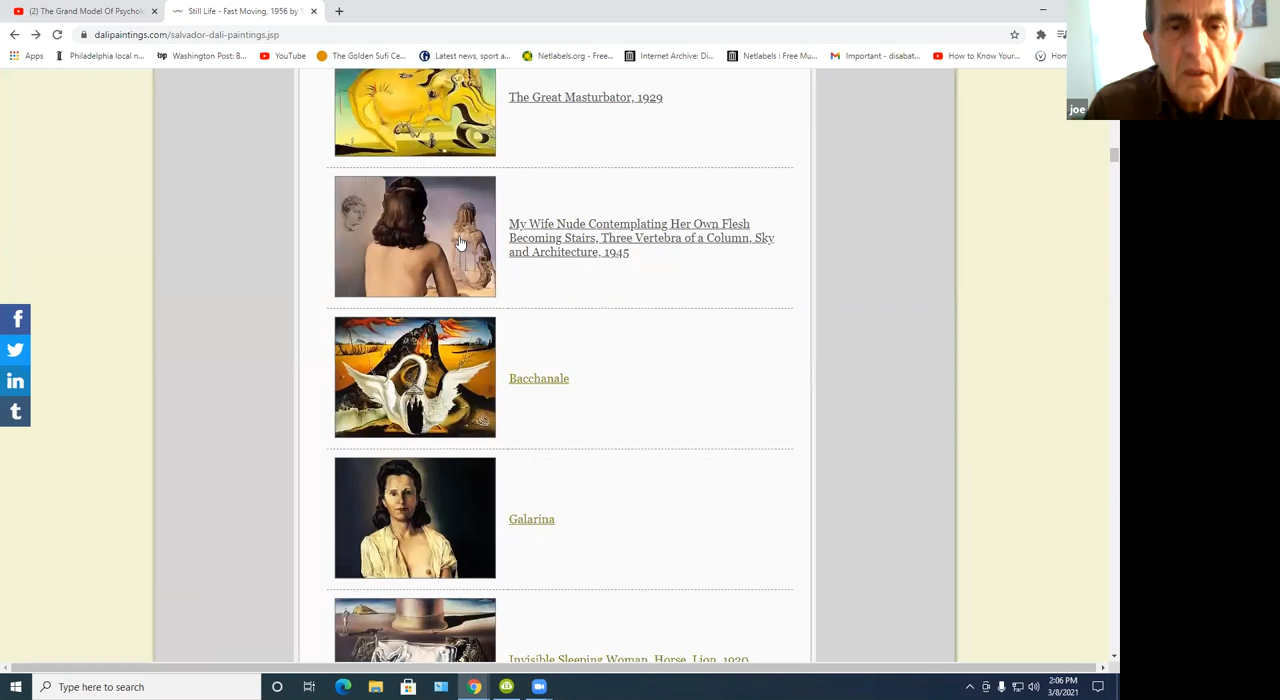 (2) The Grand Model Of Psychol
Still Life - Fast Moving, 1956 by S
dalipaintings.com/salvador-dali-paintings.jsp
Apps
Philadelphia local n...
Washington Post: B...
YouTube
The Golden Sufi Ce...
Latest news, sport a...
Netlabels.org - Free...
Internet Archive: Di...
Netlabels : Free Mu...
Important - disabat...
How to Know Your...
joe
The Great Masturbator, 1929
My Wife Nude Contemplating Her Own Flesh
Becoming Stairs, Three Vertebra of a Column, Sky
and Architecture, 1945
Bacchanale
Galarina
Invisible Sleeping Woman, Horse, Lion, 1930
Type here to search
2:06 PM
3/8/2021